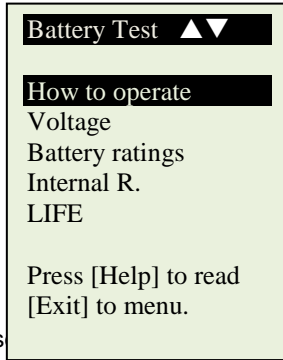 Battery Test ▲▼
How to operate
Voltage
Battery ratings
Internal R.
LIFE
Press [Help] to read
[Exit] to menu.